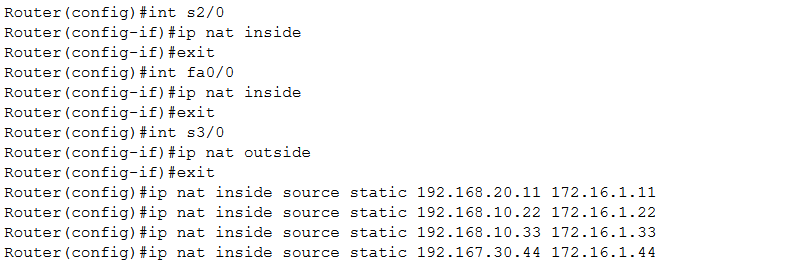 Router(config)#int s2/0
Router(config-if)#ip nat inside
Router(config-if)#exit
Router(config)#int fa0/0
Router(config-if)#ip nat inside
Router(config-if)#exit
Router(config)#int s3/0
Router(config-if)#ip nat outside
Router(config-if)#exit
Router(config)#ip nat inside source static 192.168.20.11 172.16.1.11
Router(config)#ip nat inside source static 192.168.10.22 172.16.1.22
Router(config)#ip nat inside source static 192.168.10.33 172.16.1.33
Router(config)#ip nat inside source static 192.167.30.44 172.16.1.44